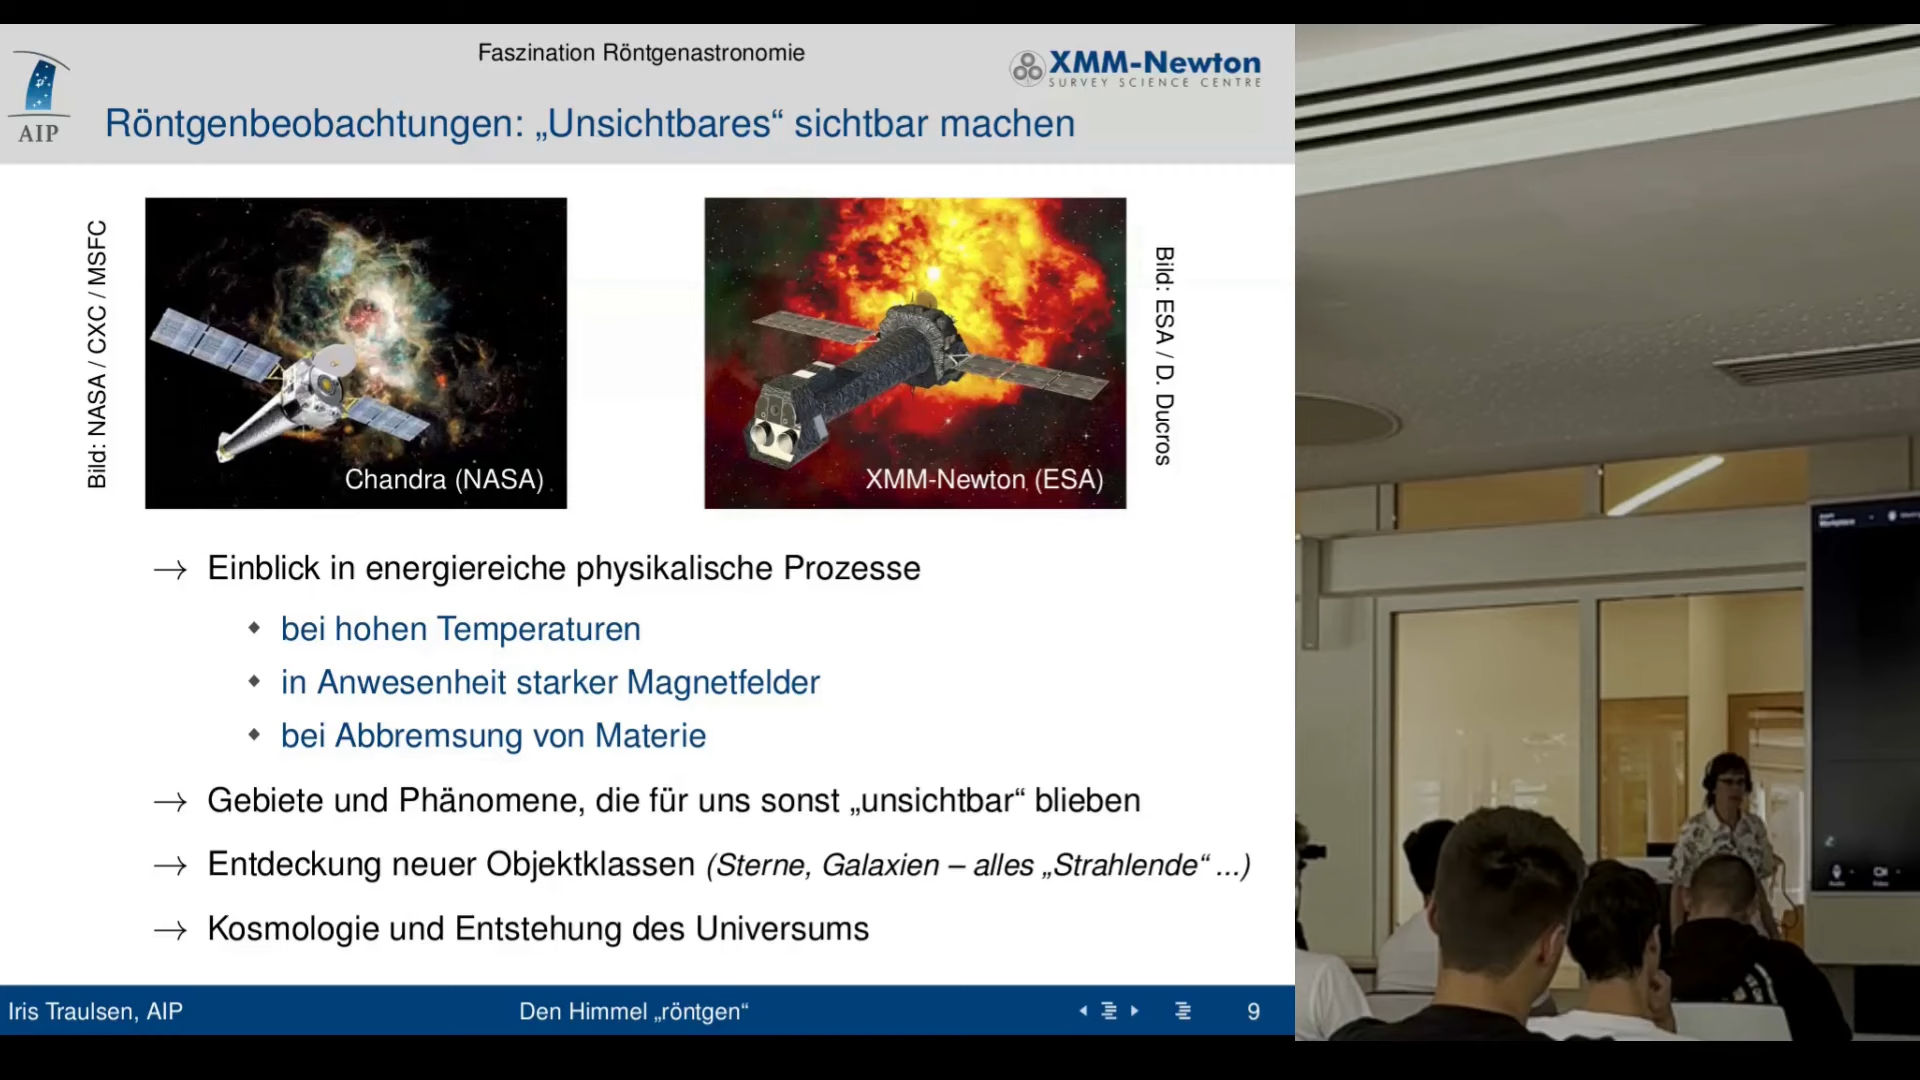 Faszination Röntgenastronomie
XMM-Newton
SURVEY SCIENCE CENTRE
AIP
Röntgenbeobachtungen: „Unsichtbares“ sichtbar machen
Bild: NASA / CXC / MSFC
Chandra (NASA)
XMM-Newton (ESA)
Bild: ESA / D. Ducros
→ Einblick in energiereiche physikalische Prozesse
bei hohen Temperaturen
in Anwesenheit starker Magnetfelder
bei Abbremsung von Materie
→ Gebiete und Phänomene, die für uns sonst „unsichtbar“ blieben
→ Entdeckung neuer Objektklassen (Sterne, Galaxien – alles „Strahlende“ ...)
→ Kosmologie und Entstehung des Universums
Iris Traulsen, AIP
Den Himmel „röntgen“
9